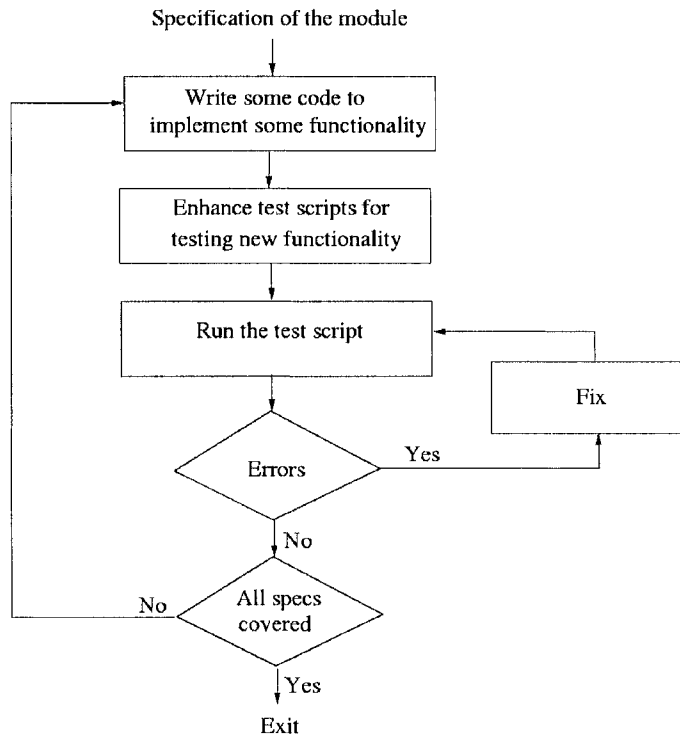 Specification of the module
Write some code to
implement some functionality
Enhance test scripts for
testing new functionality
Run the test script
Fix
Yes
Errors
No
No
All specs
covered
Yes
Exit